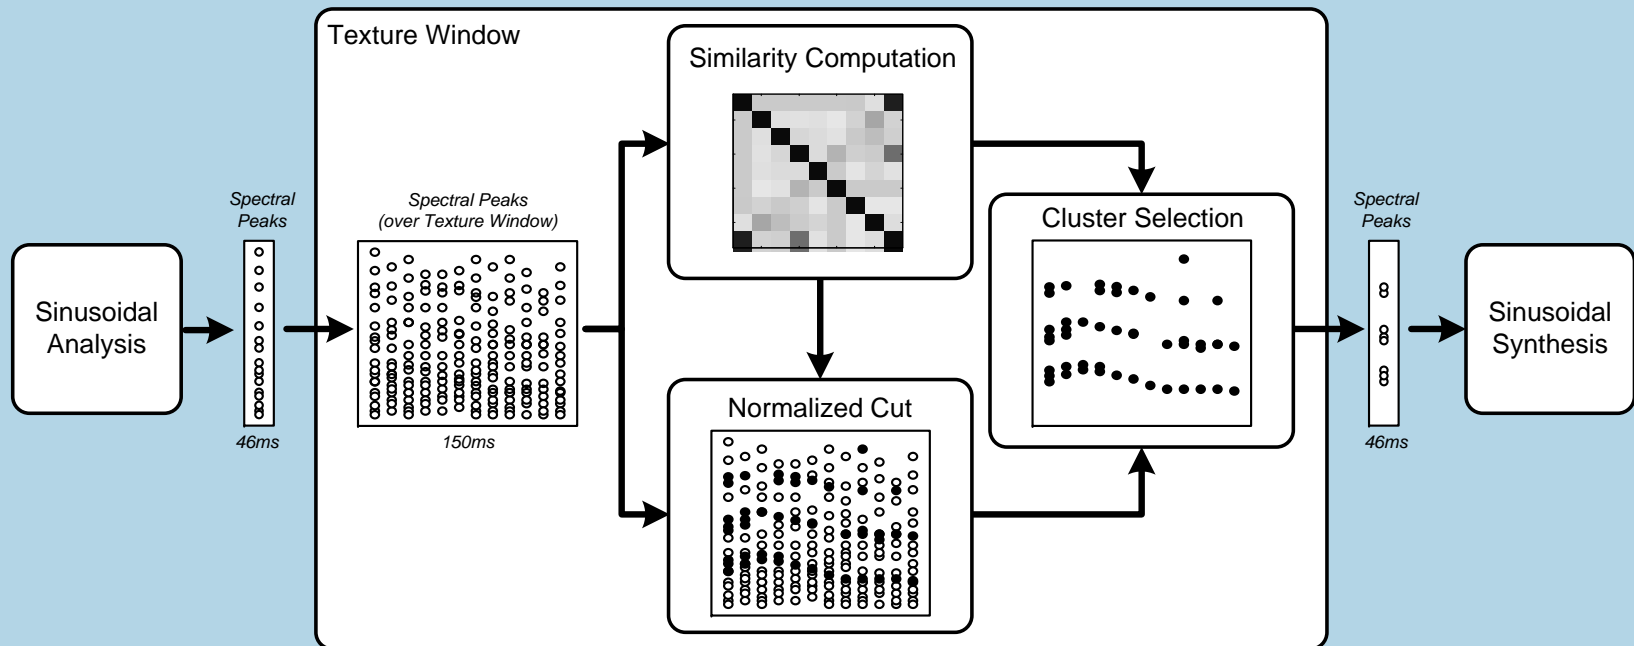 Texture Window
Similarity Computation
Spectral
Peaks
Spectral Peaks
(over Texture Window)
Sinusoidal
Analysis
46ms
150ms
Normalized Cut
Cluster Selection
Spectral
Peaks
46ms
Sinusoidal
Synthesis